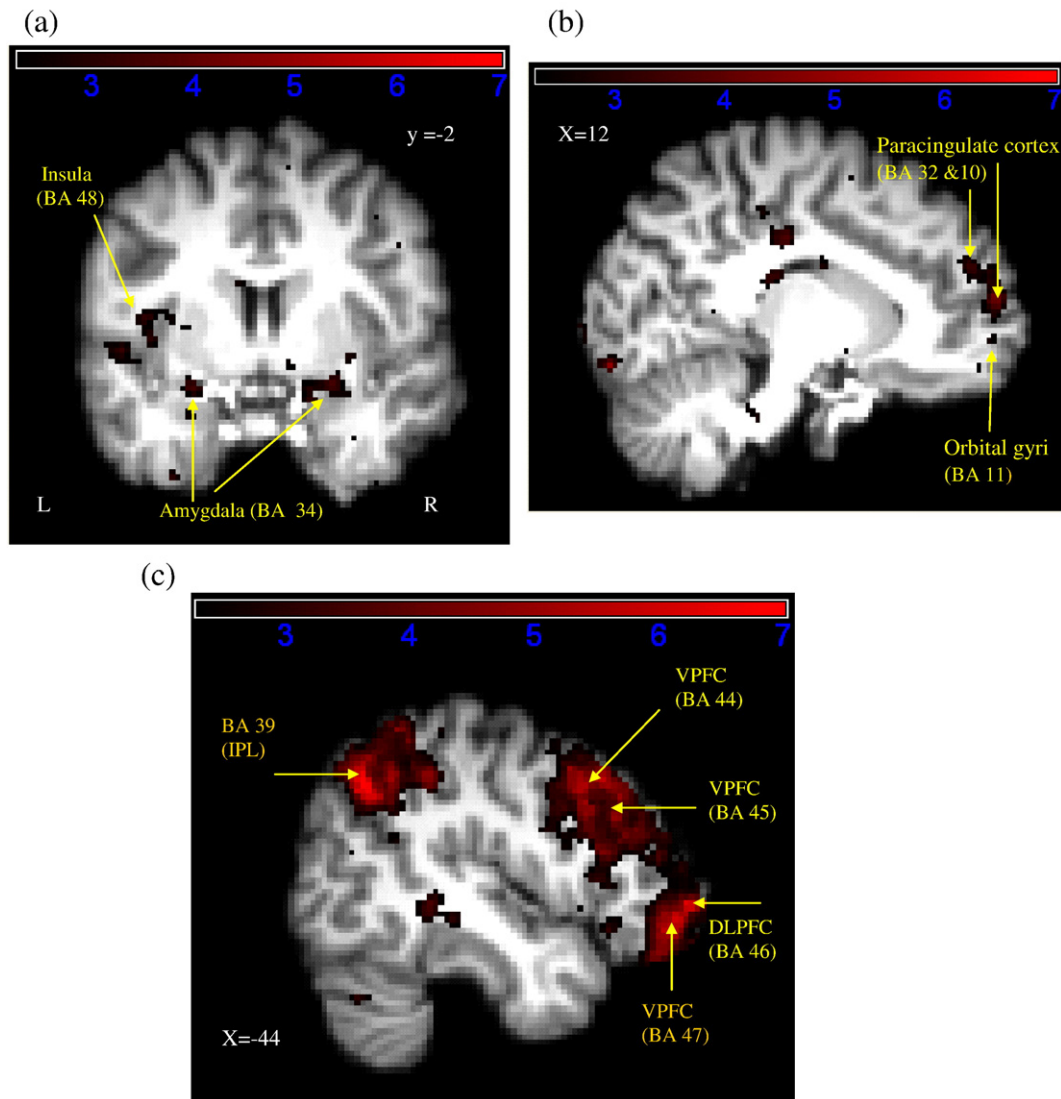 (a)
3 4 5 6 7
y =-2
Insula
(BA 48)
L
R
Amygdala (BA 34)
(b)
3 4 5 6 7
X=12
Paracingulate cortex
(BA 32 &10)
Orbital gyri
(BA 11)
(c)
3 4 5 6 7
VPFC
(BA 44)
BA 39
(IPL)
VPFC
(BA 45)
DLPFC
(BA 46)
VPFC
(BA 47)
X=-44